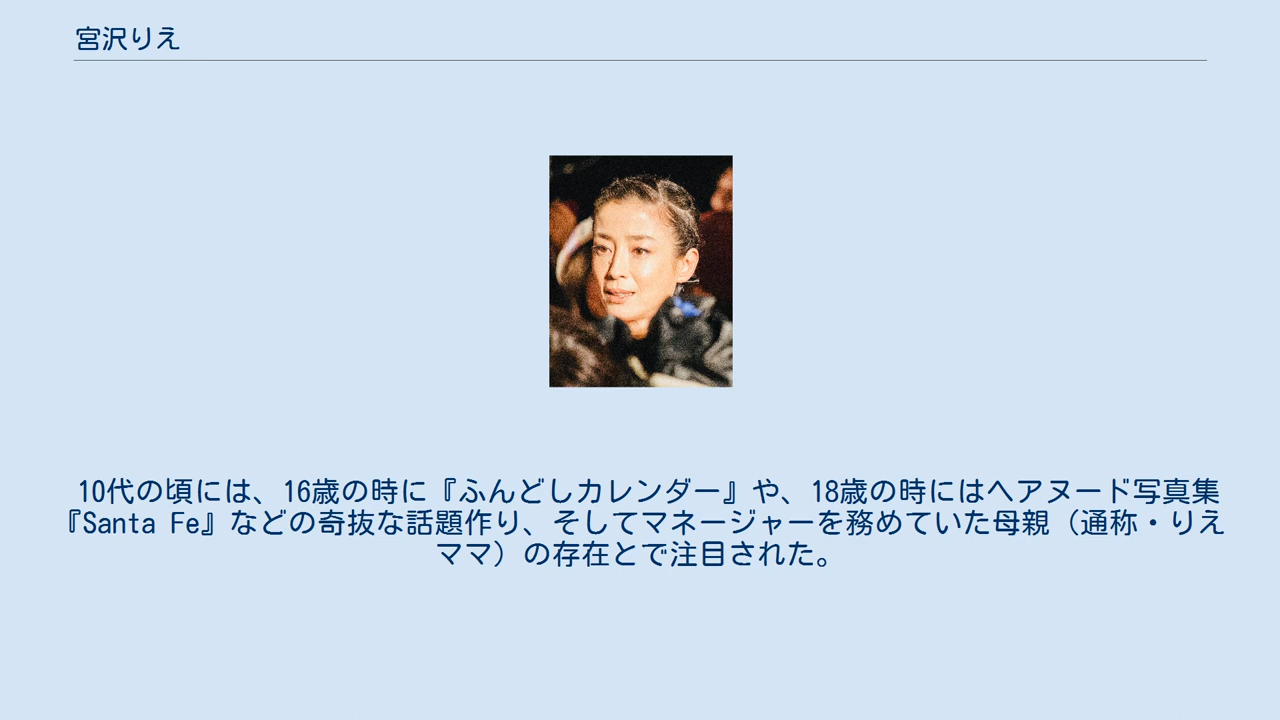 宮沢りえ
10代の頃には、16歳の時に『ふんどしカレンダー』や、18歳の時にはヘアヌード写真集
『Santa Fe』などの奇抜な話題作り、そしてマネージャーを務めていた母親（通称・りえ
ママ）の存在とで注目された。